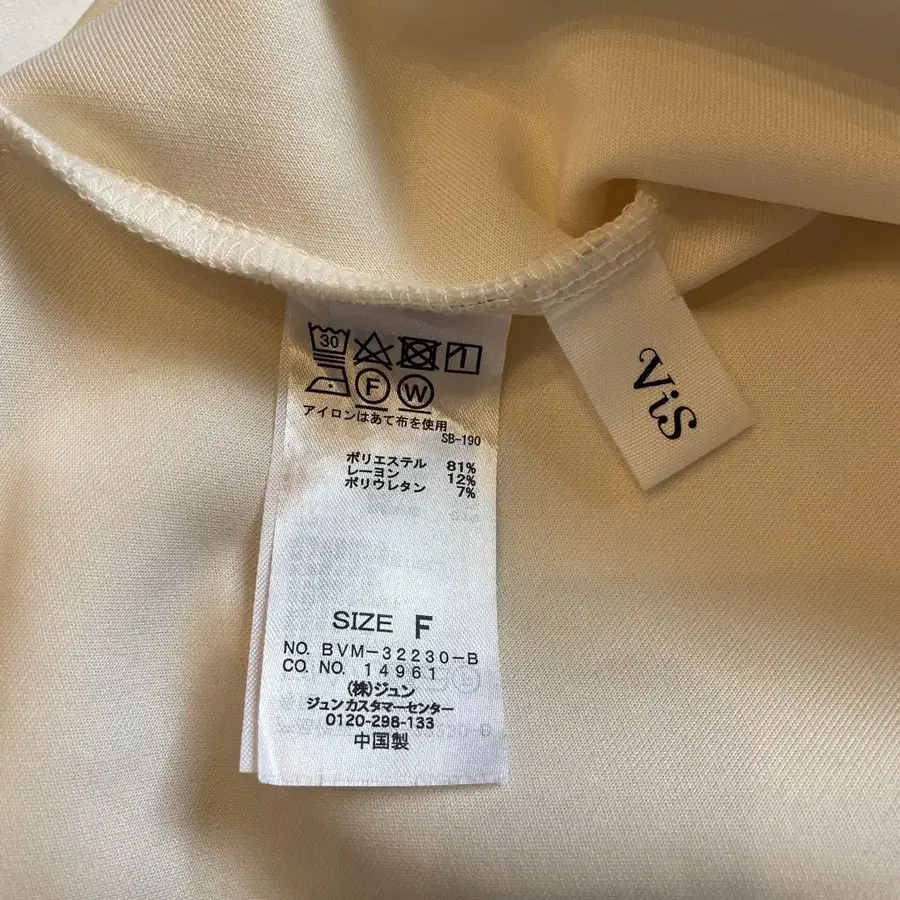 30
F W
アイロンはあて布を使用
SB-190
ポリエステル 81%
レーヨン 12%
ポリウレタン 7%
SIZE F
NO. BVM-32230-B
CO. NO. 14961
(株)ジュン
ジュンカスタマーセンター
0120-298-133
中国製
ViS